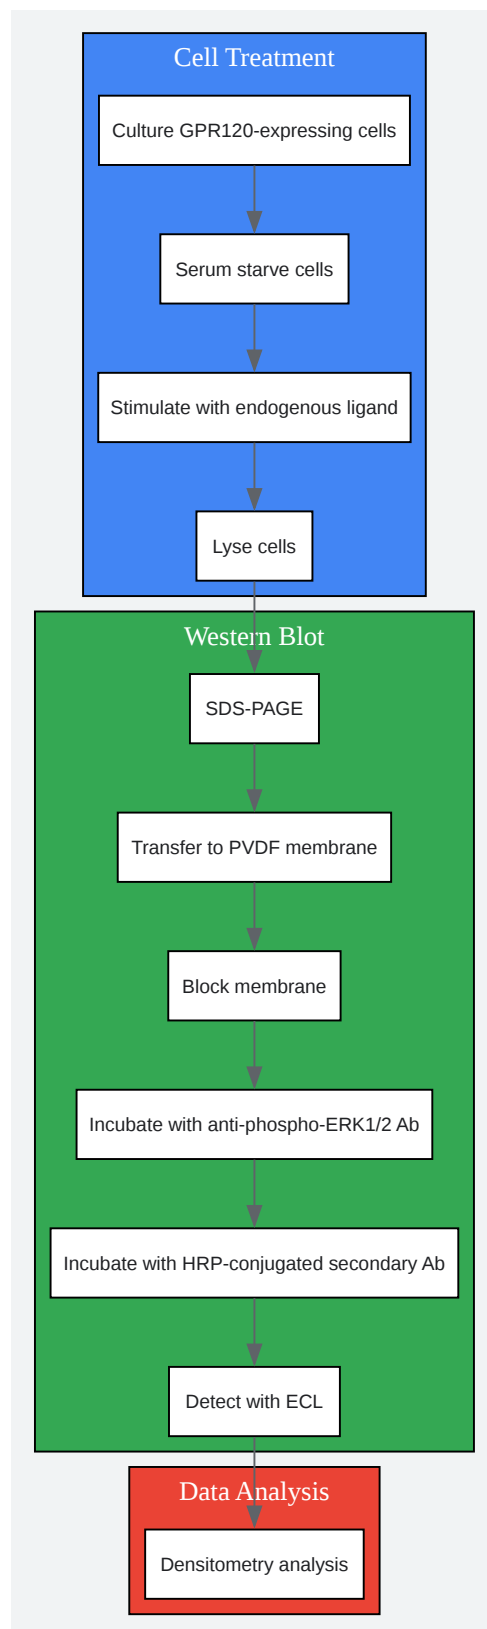 Cell Treatment
Culture GPR120-expressing cells
Serum starve cells
Stimulate with endogenous ligand
Lyse cells
Western Blot
SDS-PAGE
Transfer to PVDF membrane
Block membrane
Incubate with anti-phospho-ERK1/2 Ab
Incubate with HRP-conjugated secondary Ab
Detect with ECL
Data Analysis
Densitometry analysis